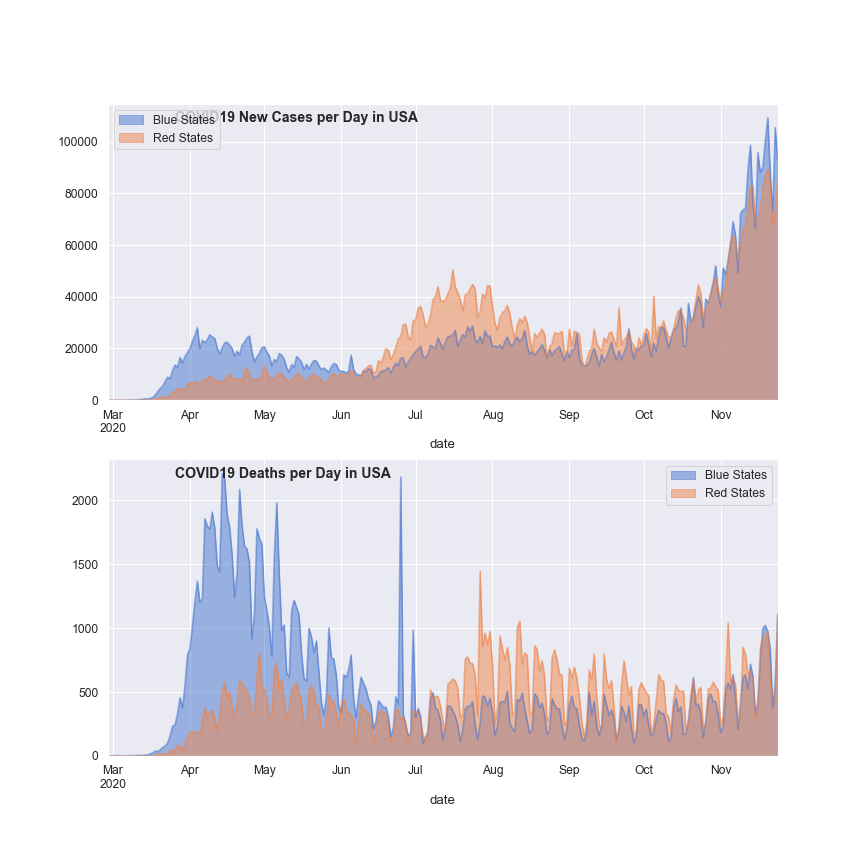 COVID19 New Cases per Day in USA
Blue States
Red States
100000
80000
60000
40000
20000
0
Mar Apr May Jun Jul Aug Sep Oct Nov
2020
date
COVID19 Deaths per Day in USA
Blue States
Red States
2000
1500
1000
500
0
Mar Apr May Jun Jul Aug Sep Oct Nov
2020
date